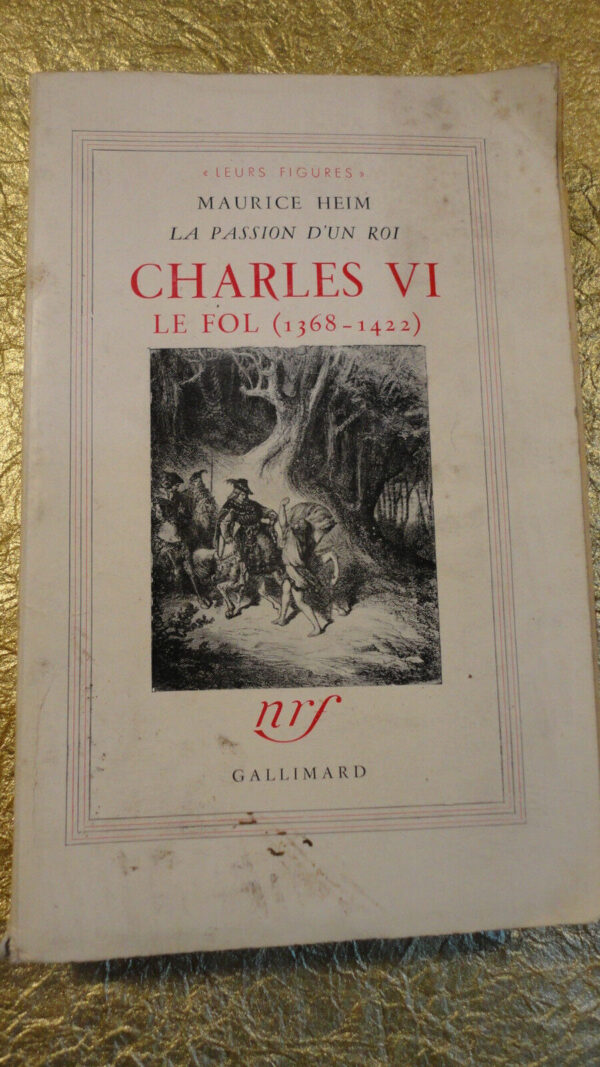 « LEURS FIGURES »
MAURICE HEIM
LA PASSION D'UN ROI
CHARLES VI
LE FOL (1368-1422)
nrf
GALLIMARD